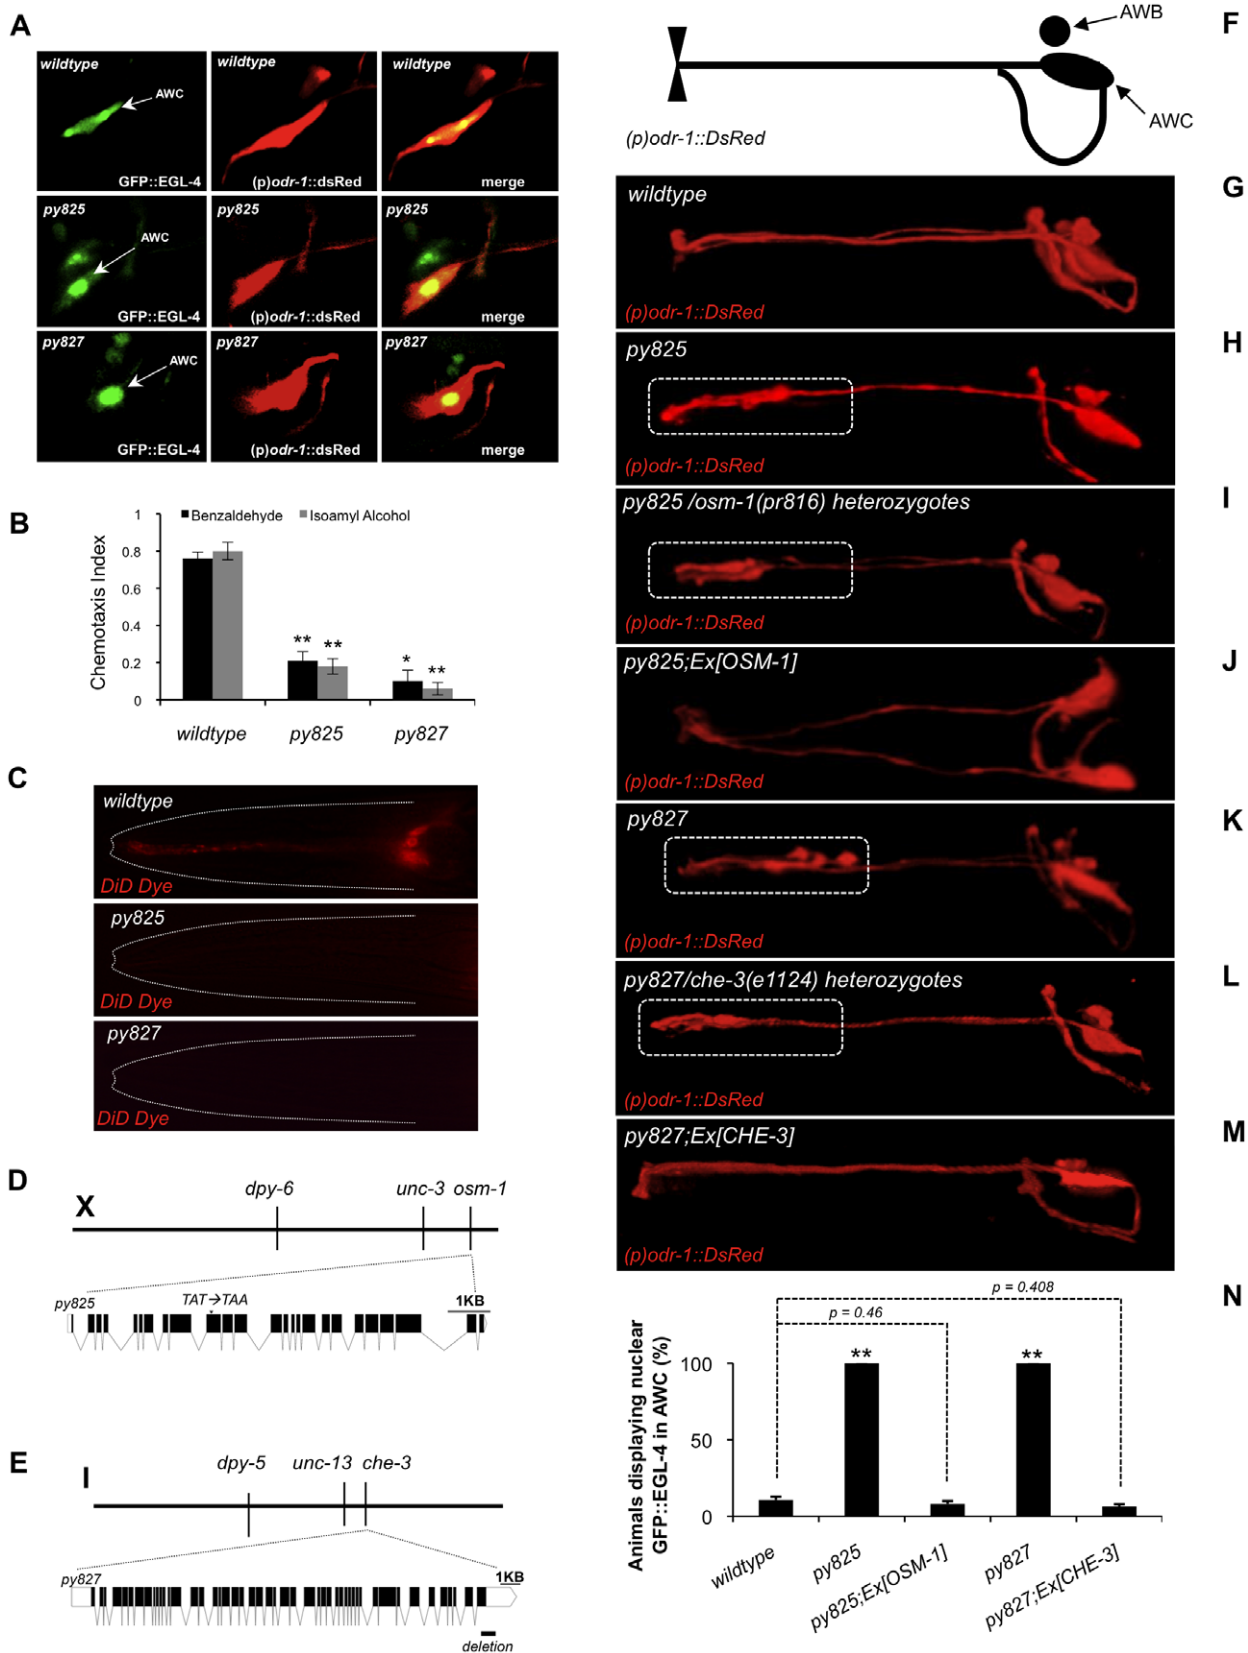 A
wildtype
AWC
GFP::EGL-4
wildtype
(p)odr-1::dsRed
wildtype
merge
py825
AWC
GFP::EGL-4
py825
(p)odr-1::dsRed
py825
merge
py827
AWC
GFP::EGL-4
py827
(p)odr-1::dsRed
py827
merge
B
Benzaldehyde
Isoamyl Alcohol
Chemotaxis Index
1
0.8
0.6
0.4
0.2
0
**
**
*
**
wildtype
py825
py827
C
wildtype
DiD Dye
py825
DiD Dye
py827
DiD Dye
D
X
dpy-6
unc-3
osm-1
py825
TAT→TAA
1KB
E
I
dpy-5
unc-13
che-3
py827
1KB
deletion
F
AWB
AWC
(p)odr-1::DsRed
G
wildtype
(p)odr-1::DsRed
H
py825
(p)odr-1::DsRed
I
py825 /osm-1(pr816) heterozygotes
(p)odr-1::DsRed
J
py825;Ex[OSM-1]
(p)odr-1::DsRed
K
py827
(p)odr-1::DsRed
L
py827/che-3(e1124) heterozygotes
(p)odr-1::DsRed
M
py827;Ex[CHE-3]
(p)odr-1::DsRed
N
p = 0.408
p = 0.46
Animals displaying nuclear
GFP::EGL-4 in AWC (%)
100
50
0
**
**
wildtype
py825
py825;Ex[OSM-1]
py827
py827;Ex[CHE-3]